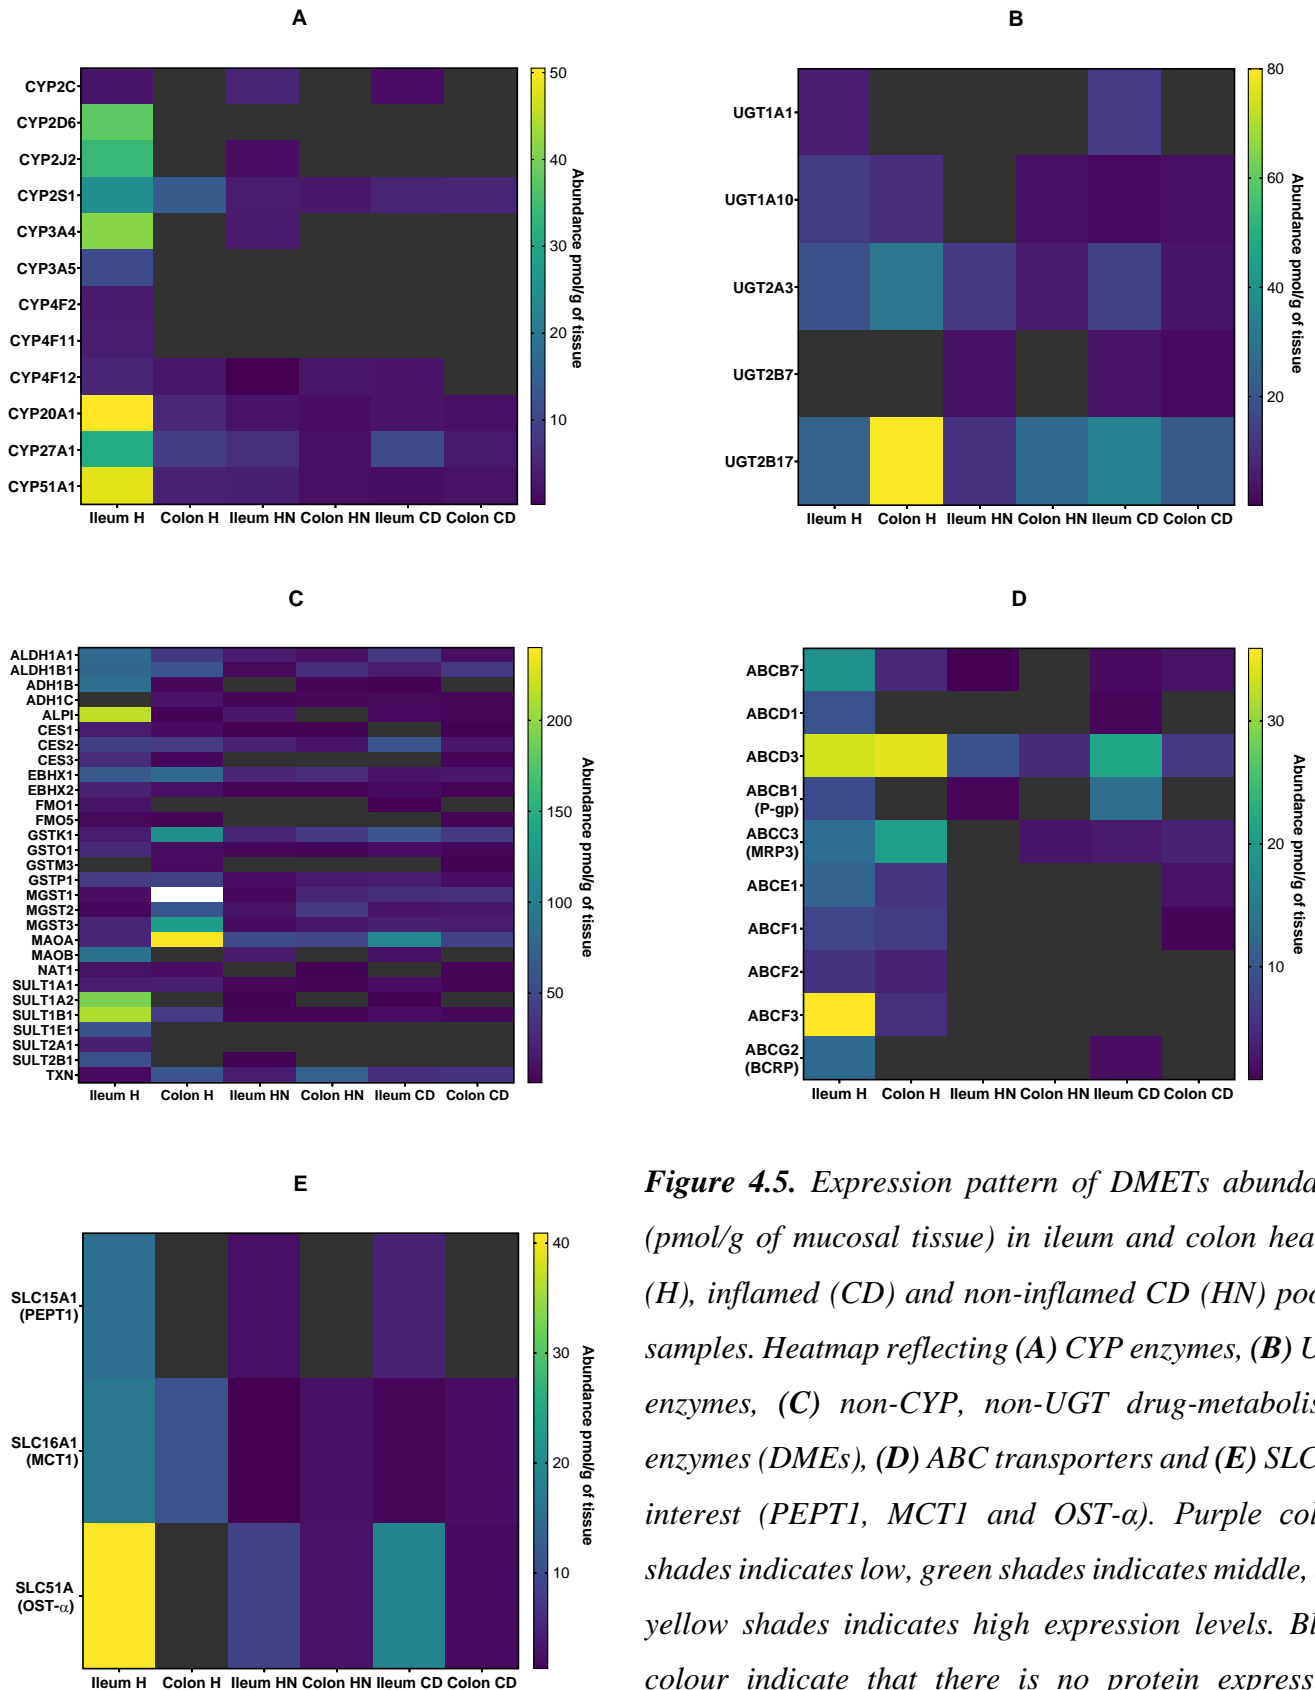 A
CYP2C
CYP2D6
CYP2J2
CYP2S1
CYP3A4
CYP3A5
CYP4F2
CYP4F11
CYP4F12
CYP20A1
CYP27A1
CYP51A1
Ileum H Colon H Ileum HN Colon HN Ileum CD Colon CD
50
40
30
20
10
Abundance pmol/g of tissue
B
UGT1A1
UGT1A10
UGT2A3
UGT2B7
UGT2B17
Ileum H Colon H Ileum HN Colon HN Ileum CD Colon CD
80
60
40
20
Abundance pmol/g of tissue
C
ALDH1A1
ALDH1B1
ADH1B
ADH1C
ALPI
CES1
CES2
CES3
EBHX1
EBHX2
FMO1
FMO5
GSTK1
GSTO1
GSTM3
GSTP1
MGST1
MGST2
MGST3
MAOA
MAOB
NAT1
SULT1A1
SULT1A2
SULT1B1
SULT1E1
SULT2A1
SULT2B1
TXN
Ileum H Colon H Ileum HN Colon HN Ileum CD Colon CD
200
150
100
50
Abundance pmol/g of tissue
D
ABCB7
ABCD1
ABCD3
ABCB1
(P-gp)
ABCC3
(MRP3)
ABCE1
ABCF1
ABCF2
ABCF3
ABCG2
(BCRP)
Ileum H Colon H Ileum HN Colon HN Ileum CD Colon CD
30
20
10
Abundance pmol/g of tissue
E
SLC15A1
(PEPT1)
SLC16A1
(MCT1)
SLC51A
(OST-α)
Ileum H Colon H Ileum HN Colon HN Ileum CD Colon CD
40
30
20
10
Abundance pmol/g of tissue
Figure 4.5. Expression pattern of DMETs abunda
(pmol/g of mucosal tissue) in ileum and colon hea
(H), inflamed (CD) and non-inflamed CD (HN) poo
samples. Heatmap reflecting (A) CYP enzymes, (B) U
enzymes, (C) non-CYP, non-UGT drug-metabolis
enzymes (DMEs), (D) ABC transporters and (E) SLC
interest (PEPT1, MCT1 and OST-α). Purple col
shades indicates low, green shades indicates middle,
yellow shades indicates high expression levels. Bl
colour indicate that there is no protein express